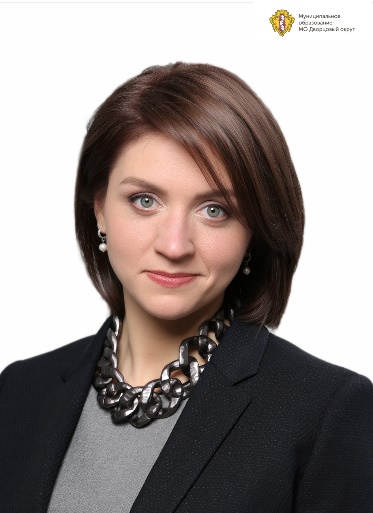 Муниципальное
образование
МО Дворцовый округ